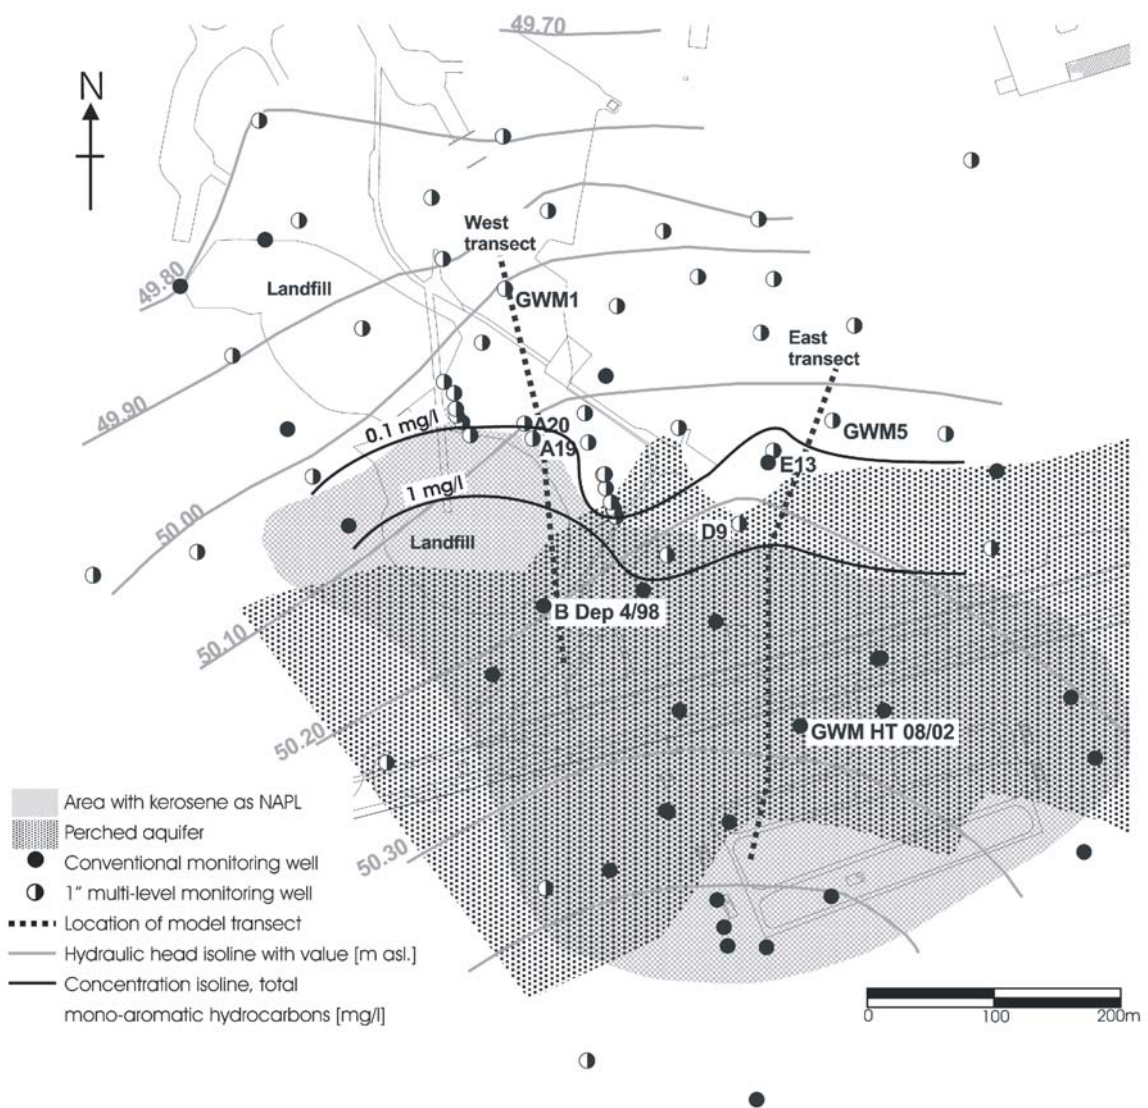 49.70
N
West
transect
49.80
Landfill
GWM1
East
transect
49.90
0.1 mg/l
A20
A19
GWM5
E13
1 mg/l
50.00
Landfill
D9
B Dep 4/98
50.10
50.20
GWM HT 08/02
50.30
Area with kerosene as NAPL
Perched aquifer
Conventional monitoring well
1" multi-level monitoring well
Location of model transect
Hydraulic head isoline with value [m asl.]
Concentration isoline, total
mono-aromatic hydrocarbons [mg/l]
0 100 200m